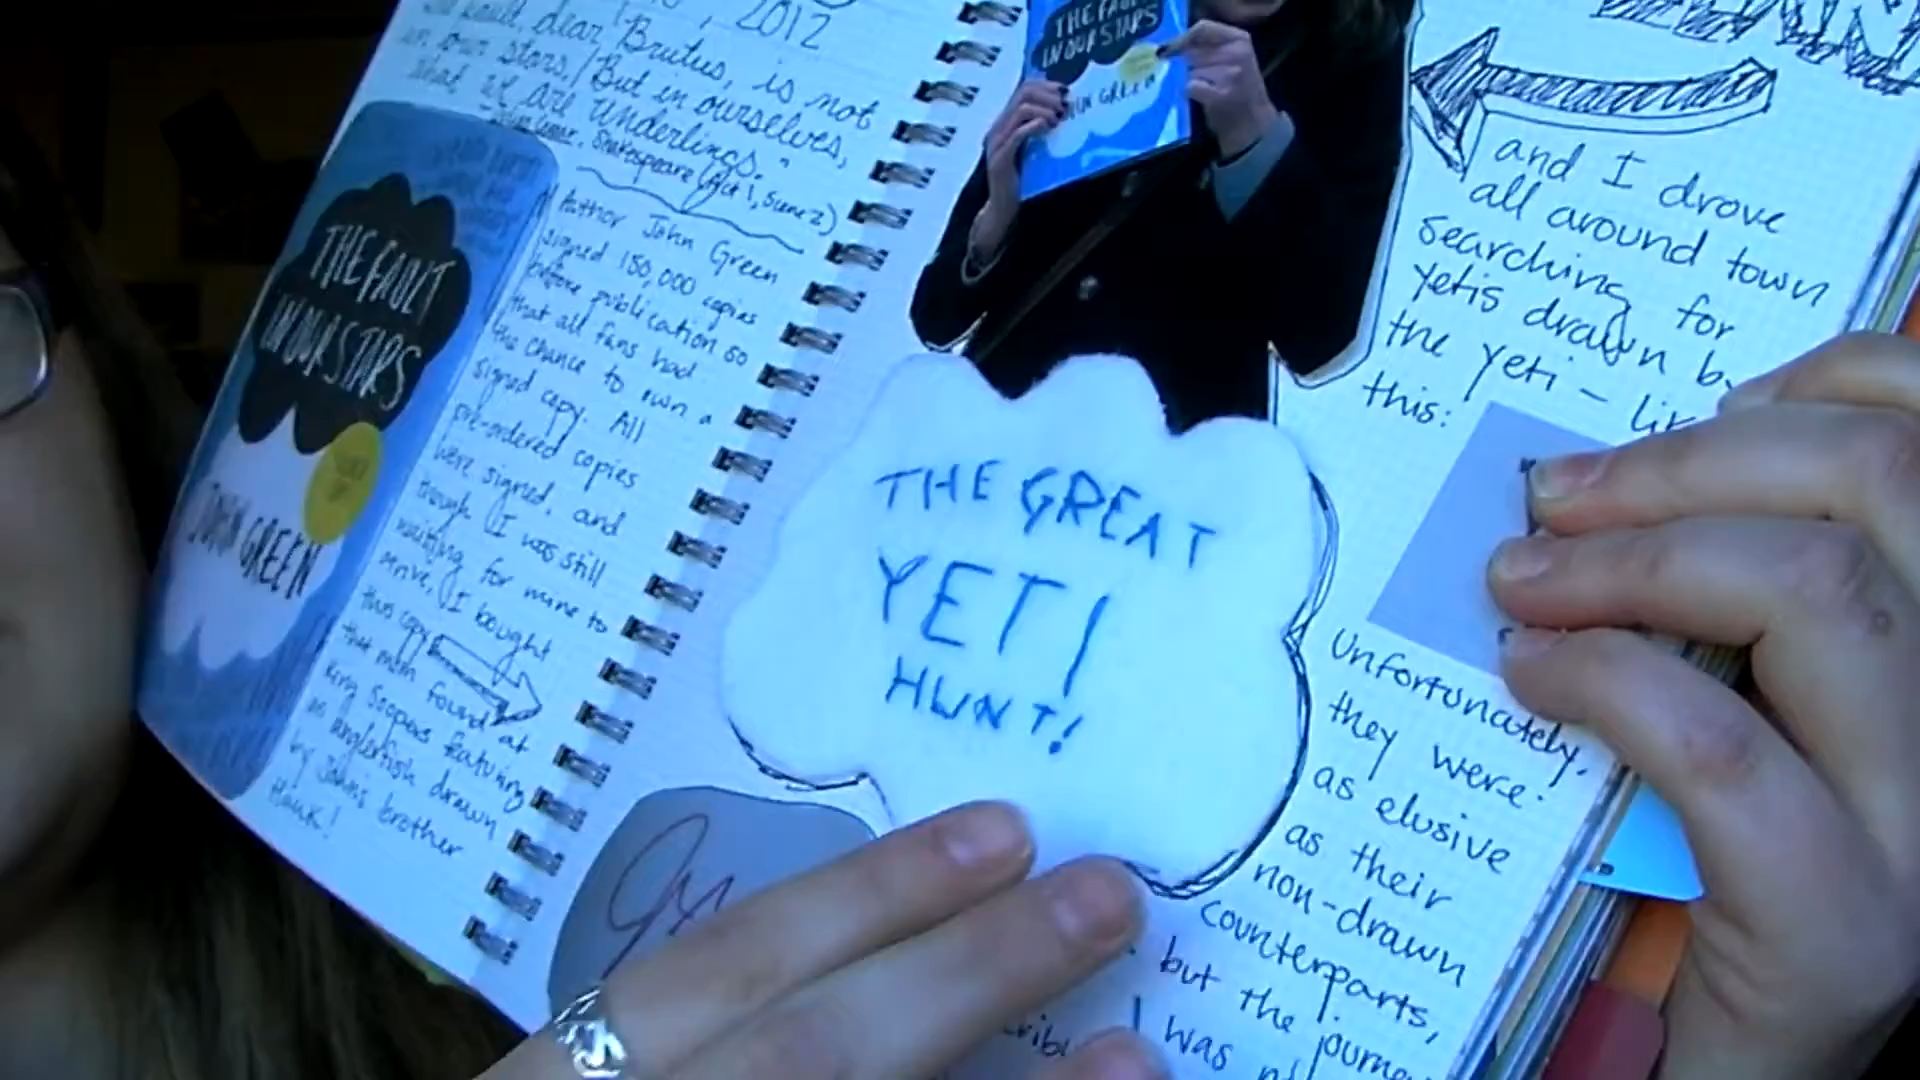 , 2012
dear Brutus, is not
in our stars, / But in ourselves,
that we are underlings."
Julius Caesar, Shakespeare (Act 1, Scene 2)
THE FAULT
IN OUR STARS
JOHN GREEN
Author John Green
signed 150,000 copies
before publication so
that all fans had
the chance to own a
signed copy. All
pre-ordered copies
were signed, and
though I was still
waiting for mine to
arrive, I bought
this copy
that mom found at
King Soopers featuring
an anglerfish drawn
by John's brother
Hank!
THE FAULT
IN OUR STARS
JOHN GREEN
THE GREAT
YETI
HUNT!
and I drove
all around town
searching for
Yetis drawn by
the Yeti – like
this:
Unfortunately,
they were
as elusive
as their
non-drawn
counterparts,
but the journey
I was